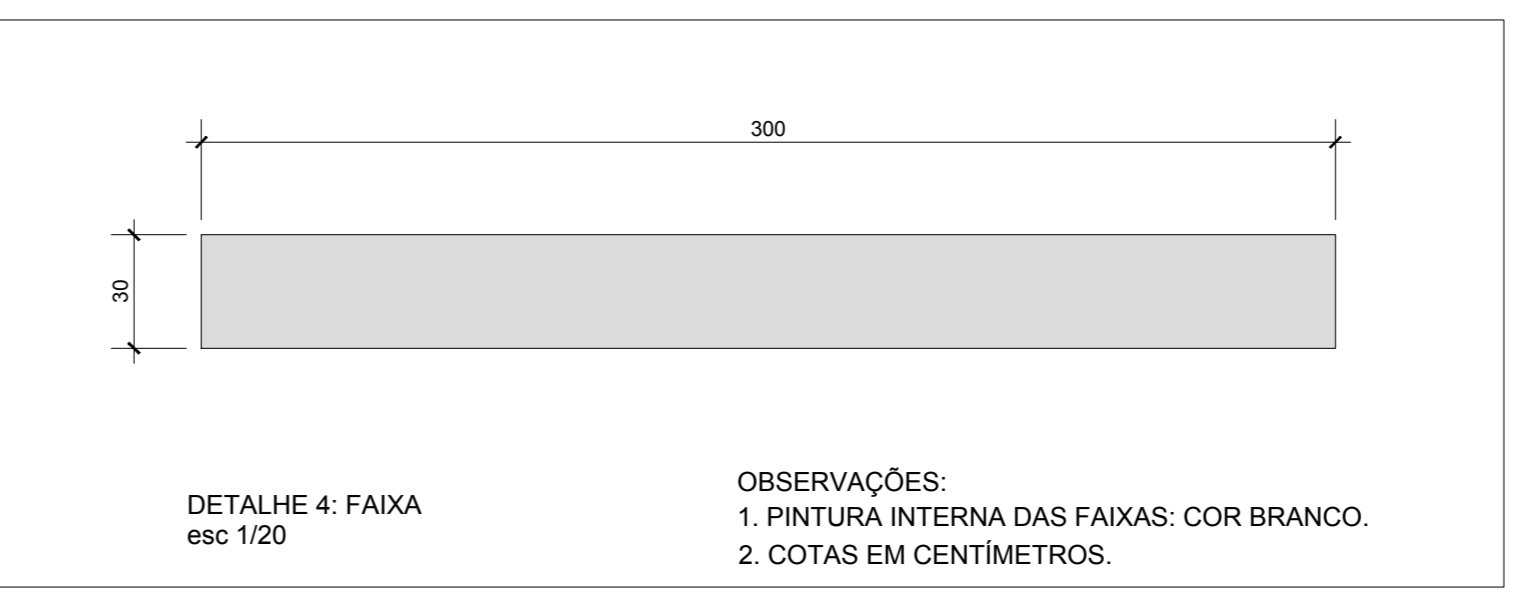 300
30
DETALHE 4: FAIXA
esc 1/20
OBSERVAÇÕES:
1. PINTURA INTERNA DAS FAIXAS: COR BRANCO.
2. COTAS EM CENTÍMETROS.